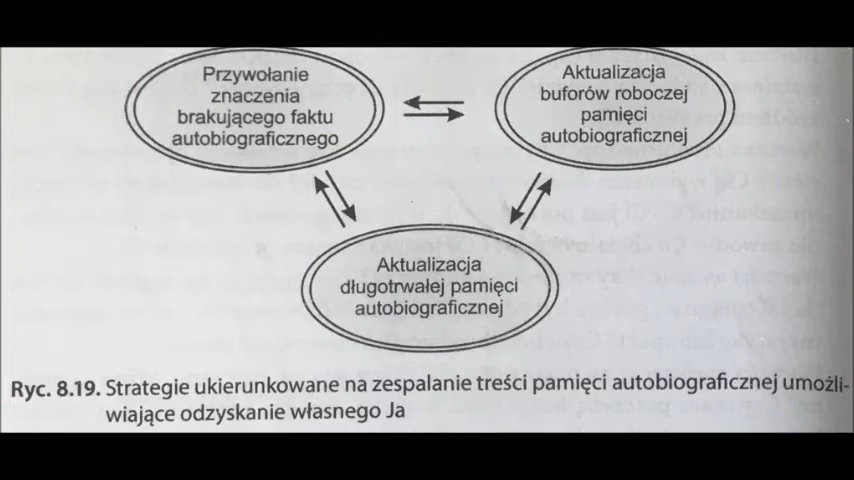 Przywołanie
znaczenia
brakującego faktu
autobiograficznego
Aktualizacja
buforów roboczej
pamięci
autobiograficznej
Aktualizacja
długotrwałej pamięci
autobiograficznej
Ryc. 8.19. Strategie ukierunkowane na zespalanie treści pamięci autobiograficznej umożli-
wiające odzyskanie własnego Ja